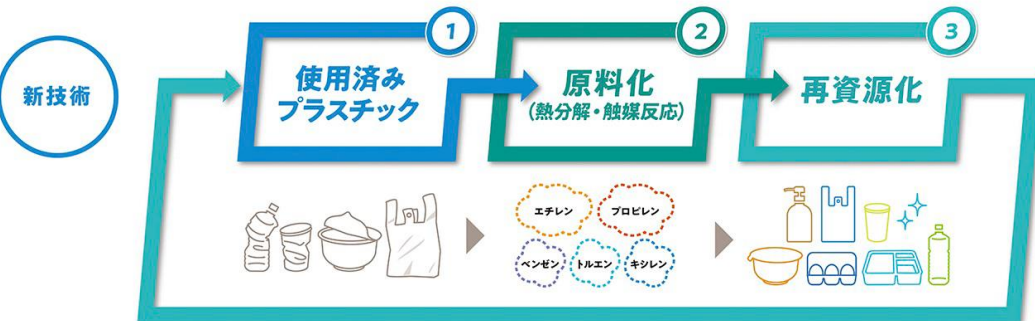 新技術
1
使用済み
プラスチック
2
原料化
(熱分解・触媒反応)
3
再資源化
エチレン
プロピレン
ベンゼン
トルエン
キシレン